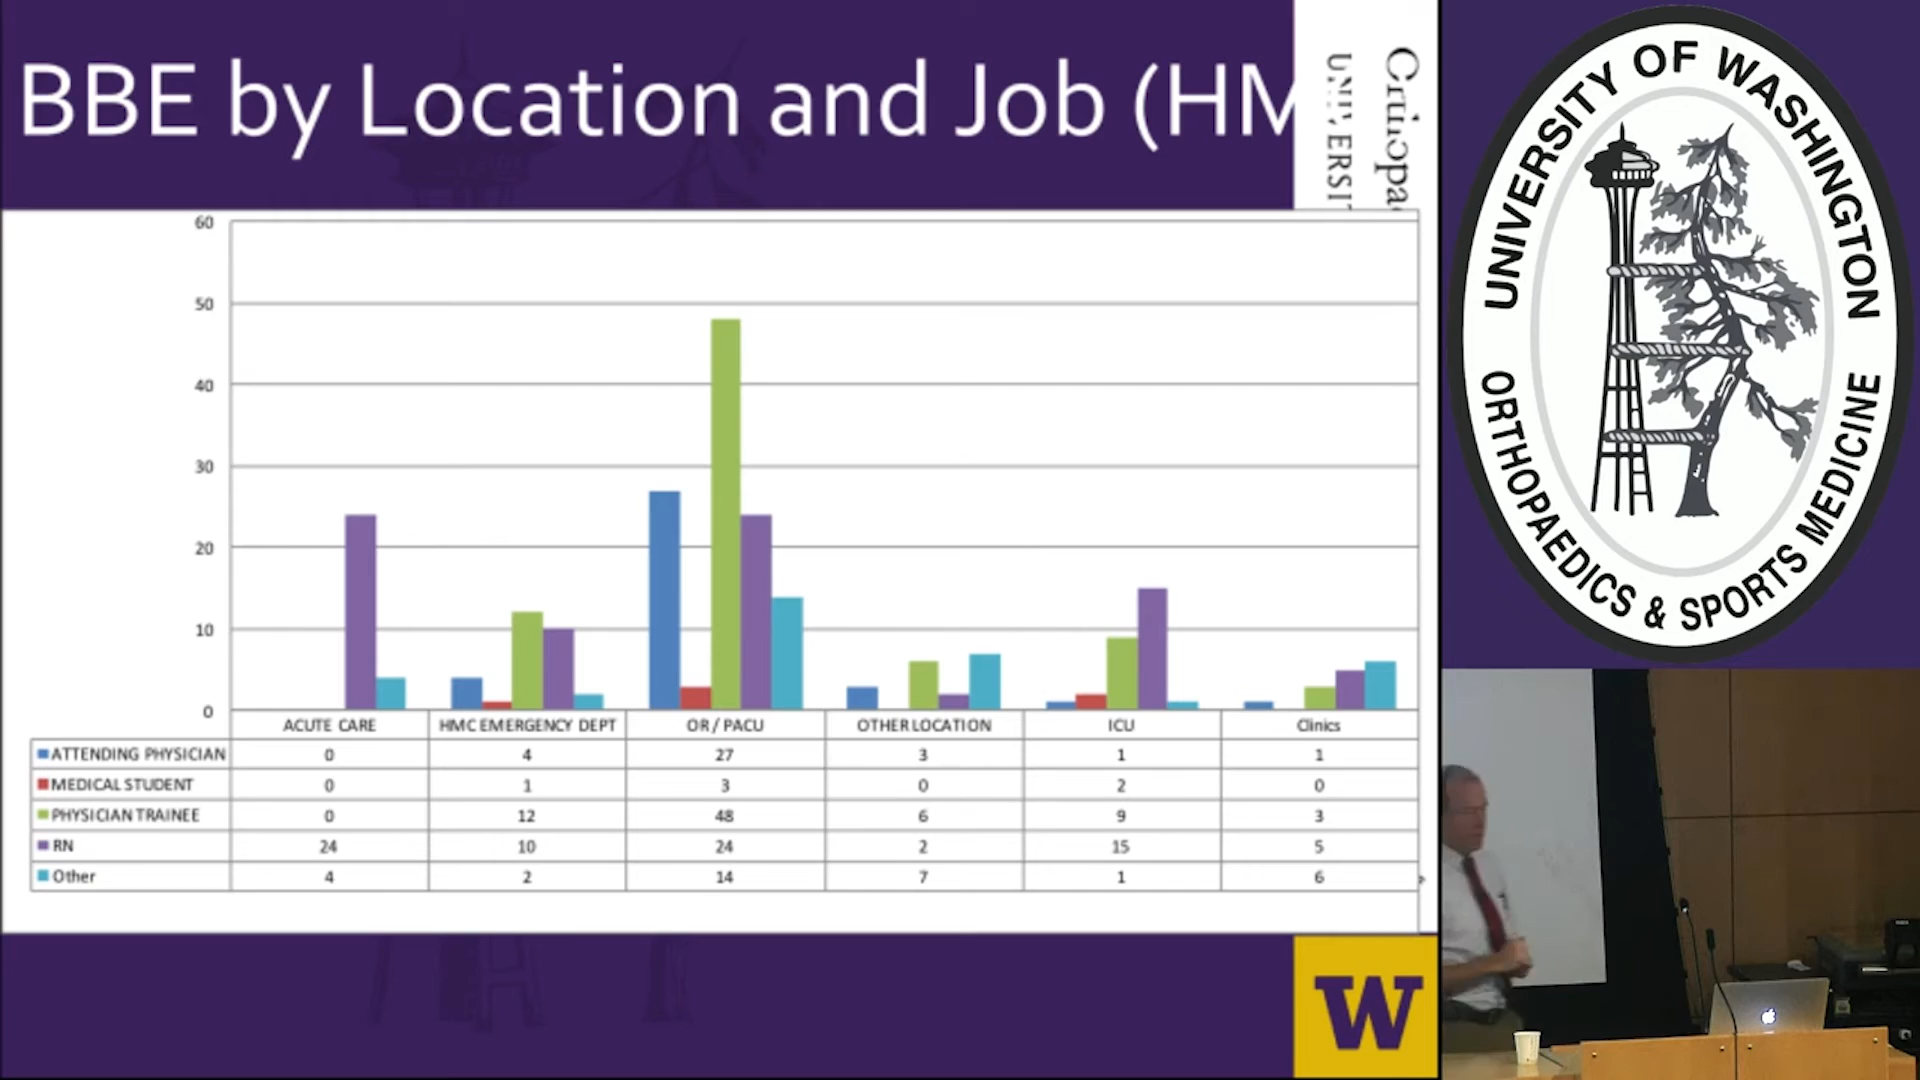 BBE by Location and Job (HM
UNIVERSI
60
50
40
30
20
10
0
ACUTE CARE HMC EMERGENCY DEPT OR / PACU OTHER LOCATION ICU Clinics
ATTENDING PHYSICIAN 0 4 27 3 1 1
MEDICAL STUDENT 0 1 3 0 2 0
PHYSICIAN TRAINEE 0 12 48 6 9 3
RN 24 10 24 2 15 5
Other 4 2 14 7 1 6
W
UNIVERSITY OF WASHINGTON
ORTHOPAEDICS & SPORTS MEDICINE